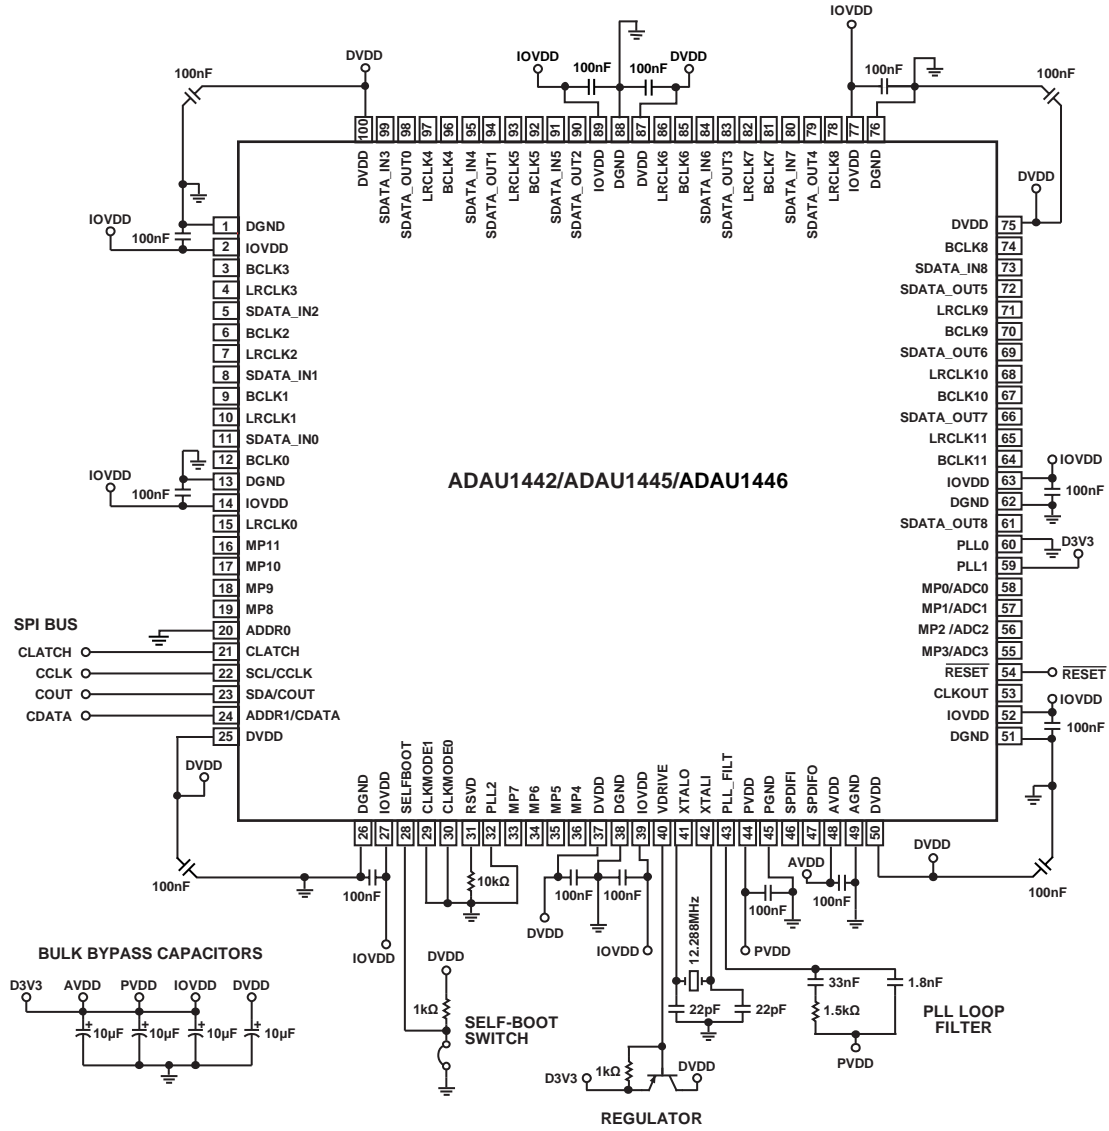 IOVDD
DVDD
IOVDD
DVDD
100nF
100nF
100nF
100nF
100nF
100
99
98
97
96
95
94
93
92
91
90
89
88
87
86
85
84
83
82
81
80
79
78
77
76
DVDD
SDATA_IN3
SDATA_OUT0
LRCLK4
BCLK4
SDATA_IN4
SDATA_OUT1
LRCLK5
BCLK5
SDATA_IN5
SDATA_OUT2
IOVDD
DGND
DVDD
LRCLK6
BCLK6
SDATA_IN6
SDATA_OUT3
LRCLK7
BCLK7
SDATA_IN7
SDATA_OUT4
LRCLK8
IOVDD
DGND
IOVDD
100nF
1 DGND
2 IOVDD
3 BCLK3
4 LRCLK3
5 SDATA_IN2
6 BCLK2
7 LRCLK2
8 SDATA_IN1
9 BCLK1
10 LRCLK1
11 SDATA_IN0
12 BCLK0
13 DGND
14 IOVDD
15 LRCLK0
16 MP11
17 MP10
18 MP9
19 MP8
20 ADDR0
21 CLATCH
22 SCL/CCLK
23 SDA/COUT
24 ADDR1/CDATA
25 DVDD
IOVDD
100nF
SPI BUS
CLATCH
CCLK
COUT
CDATA
DVDD
100nF
ADAU1442/ADAU1445/ADAU1446
DVDD
DVDD 75
BCLK8 74
SDATA_IN8 73
SDATA_OUT5 72
LRCLK9 71
BCLK9 70
SDATA_OUT6 69
LRCLK10 68
BCLK10 67
SDATA_OUT7 66
LRCLK11 65
BCLK11 64
IOVDD 63
DGND 62
SDATA_OUT8 61
PLL0 60
PLL1 59
MP0/ADC0 58
MP1/ADC1 57
MP2 /ADC2 56
MP3/ADC3 55
RESET 54
CLKOUT 53
IOVDD 52
DGND 51
IOVDD
100nF
D3V3
RESET
IOVDD
100nF
DGND
IOVDD
SELFBOOT
CLKMODE1
CLKMODE0
RSVD
PLL2
MP7
MP6
MP5
MP4
DVDD
DGND
IOVDD
VDRIVE
XTALO
XTALI
PLL_FILT
PVDD
PGND
SPDIFI
SPDIFO
AVDD
AGND
DVDD
26
27
28
29
30
31
32
33
34
35
36
37
38
39
40
41
42
43
44
45
46
47
48
49
50
100nF
IOVDD
10kΩ
100nF
100nF
DVDD
IOVDD
12.288MHz
22pF
22pF
100nF
PVDD
AVDD
100nF
DVDD
100nF
BULK BYPASS CAPACITORS
D3V3
AVDD
PVDD
IOVDD
DVDD
+
+
+
+
10µF
10µF
10µF
10µF
DVDD
1kΩ
SELF-BOOT
SWITCH
D3V3
1kΩ
DVDD
REGULATOR
33nF
1.8nF
1.5kΩ
PVDD
PLL LOOP
FILTER